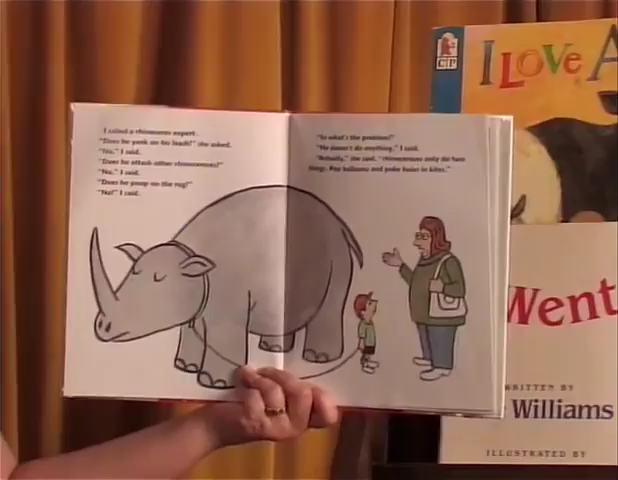 I called a rhinoceros expert.
"Does he yank on his leash?" she asked.
"No," I said.
"Does he attack other rhinoceroses?"
"No," I said.
"Does he poop on the rug?"
"No!" I said.
"So what's the problem?"
"He doesn't do anything," I said.
"Actually," she said, "rhinoceroses only do two
things. Pop balloons and poke holes in kites."
I LOVE A
CP
Went
WRITTEN BY
Williams
ILLUSTRATED BY